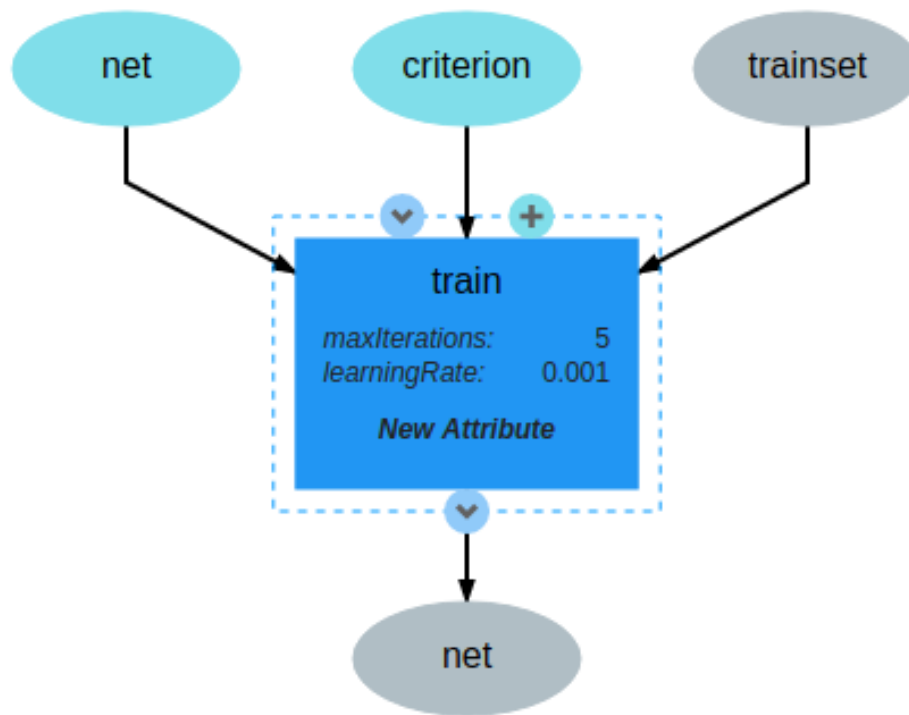 net
criterion
trainset
train
maxIterations: 5
learningRate: 0.001
New Attribute
net